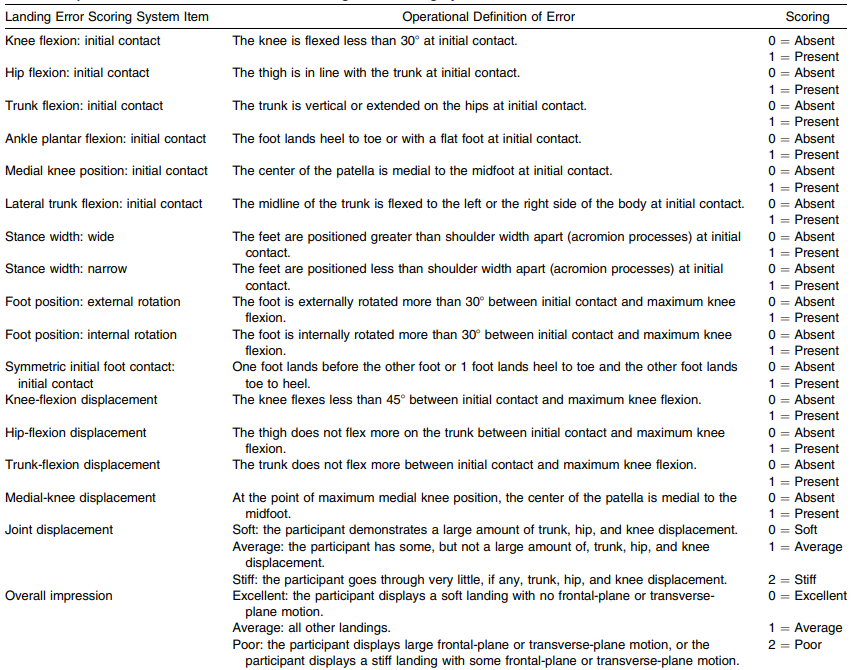 Landing Error Scoring System Item Operational Definition of Error Scoring
Knee flexion: initial contact The knee is flexed less than 30° at initial contact. 0 = Absent
1 = Present
Hip flexion: initial contact The thigh is in line with the trunk at initial contact. 0 = Absent
1 = Present
Trunk flexion: initial contact The trunk is vertical or extended on the hips at initial contact. 0 = Absent
1 = Present
Ankle plantar flexion: initial contact The foot lands heel to toe or with a flat foot at initial contact. 0 = Absent
1 = Present
Medial knee position: initial contact The center of the patella is medial to the midfoot at initial contact. 0 = Absent
1 = Present
Lateral trunk flexion: initial contact The midline of the trunk is flexed to the left or the right side of the body at initial contact. 0 = Absent
1 = Present
Stance width: wide The feet are positioned greater than shoulder width apart (acromion processes) at initial 0 = Absent
contact. 1 = Present
Stance width: narrow The feet are positioned less than shoulder width apart (acromion processes) at initial 0 = Absent
contact. 1 = Present
Foot position: external rotation The foot is externally rotated more than 30° between initial contact and maximum knee 0 = Absent
flexion. 1 = Present
Foot position: internal rotation The foot is internally rotated more than 30° between initial contact and maximum knee 0 = Absent
flexion. 1 = Present
Symmetric initial foot contact: One foot lands before the other foot or 1 foot lands heel to toe and the other foot lands 0 = Absent
initial contact toe to heel. 1 = Present
Knee-flexion displacement The knee flexes less than 45° between initial contact and maximum knee flexion. 0 = Absent
1 = Present
Hip-flexion displacement The thigh does not flex more on the trunk between initial contact and maximum knee 0 = Absent
flexion. 1 = Present
Trunk-flexion displacement The trunk does not flex more between initial contact and maximum knee flexion. 0 = Absent
1 = Present
Medial-knee displacement At the point of maximum medial knee position, the center of the patella is medial to the 0 = Absent
midfoot. 1 = Present
Joint displacement Soft: the participant demonstrates a large amount of trunk, hip, and knee displacement. 0 = Soft
Average: the participant has some, but not a large amount of, trunk, hip, and knee 1 = Average
displacement.
Stiff: the participant goes through very little, if any, trunk, hip, and knee displacement. 2 = Stiff
Overall impression Excellent: the participant displays a soft landing with no frontal-plane or transverse- 0 = Excellent
plane motion.
Average: all other landings. 1 = Average
Poor: the participant displays large frontal-plane or transverse-plane motion, or the 2 = Poor
participant displays a stiff landing with some frontal-plane or transverse-plane motion.